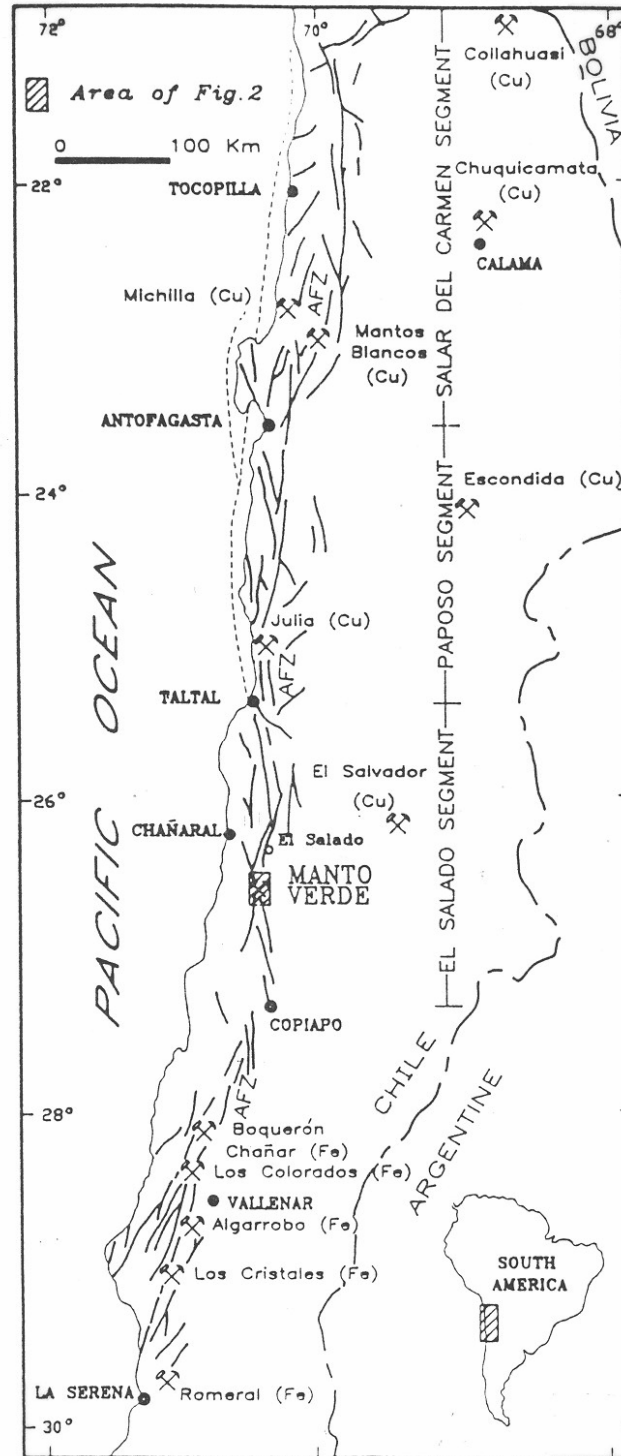 72°
70°
68°
Area of Fig.2
0 100 Km
Collahuasi
(Cu)
BOLIVIA
22°
TOCOPILLA
Chuquicamata
(Cu)
CALAMA
SALAR DEL CARMEN SEGMENT
Michilla (Cu)
AFZ
Mantos
Blancos
(Cu)
ANTOFAGASTA
24°
Escondida (Cu)
PAPOSO SEGMENT
Julia (Cu)
AFZ
TALTAL
PACIFIC OCEAN
26°
El Salvador
(Cu)
CHAÑARAL
El Salado
MANTO
VERDE
EL SALADO SEGMENT
COPIAPO
CHILE
ARGENTINE
28°
AFZ
Boquerón
Chañar (Fe)
Los Colorados (Fe)
VALLENAR
Algarrobo (Fe)
Los Cristales (Fe)
SOUTH
AMERICA
LA SERENA
Romeral (Fe)
30°